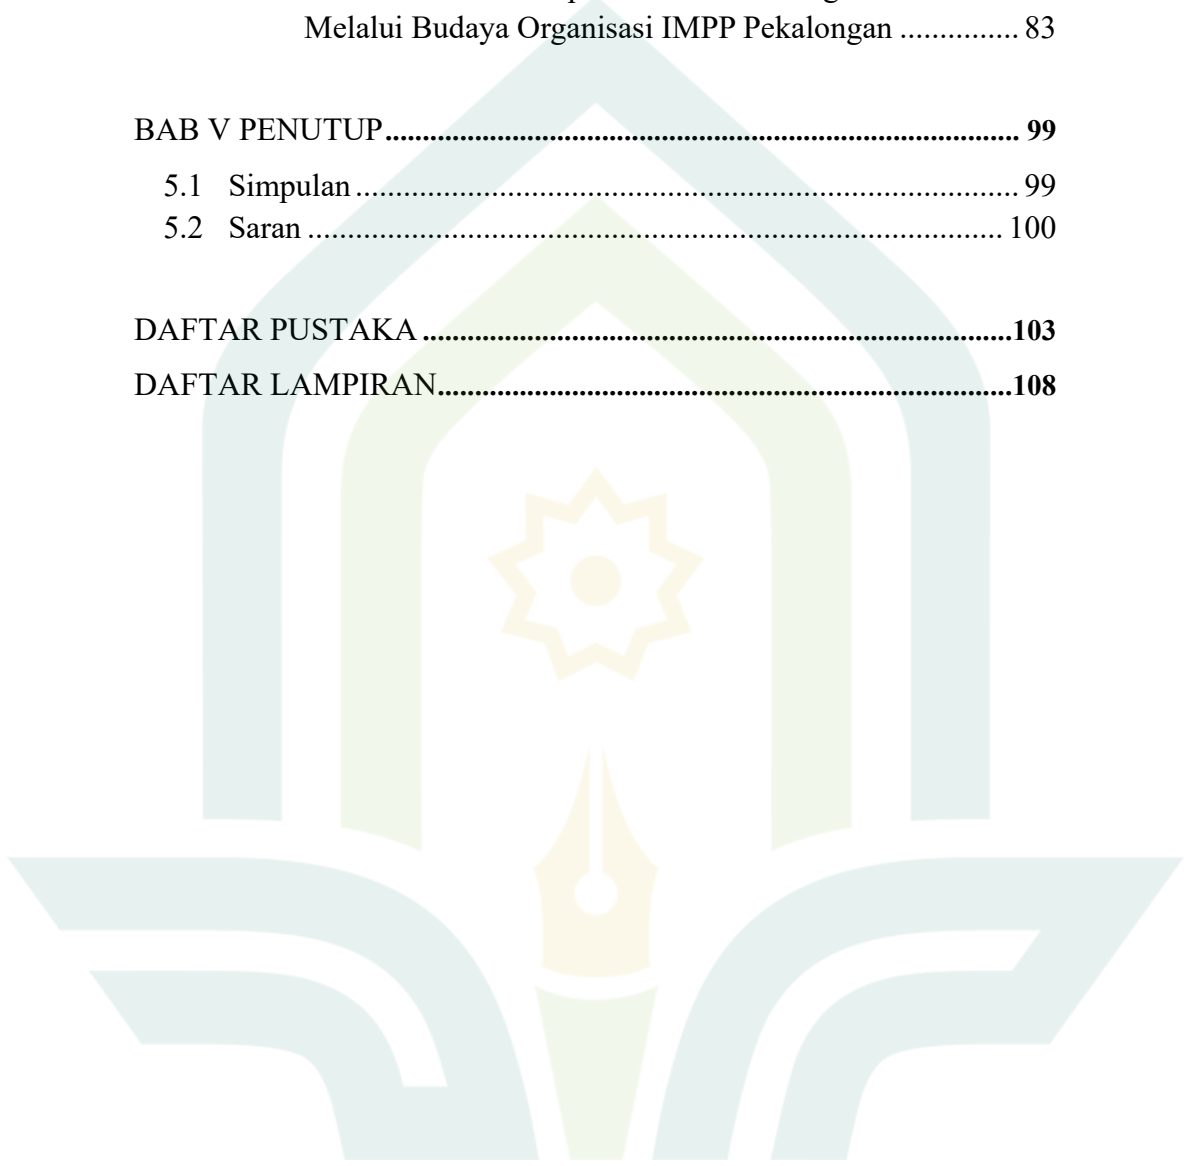 Melalui Budaya Organisasi IMPP Pekalongan ............... 83
BAB V PENUTUP..................................................................................... 99
5.1 Simpulan ................................................................................... 99
5.2 Saran ....................................................................................... 100
DAFTAR PUSTAKA ...............................................................................103
DAFTAR LAMPIRAN.............................................................................108